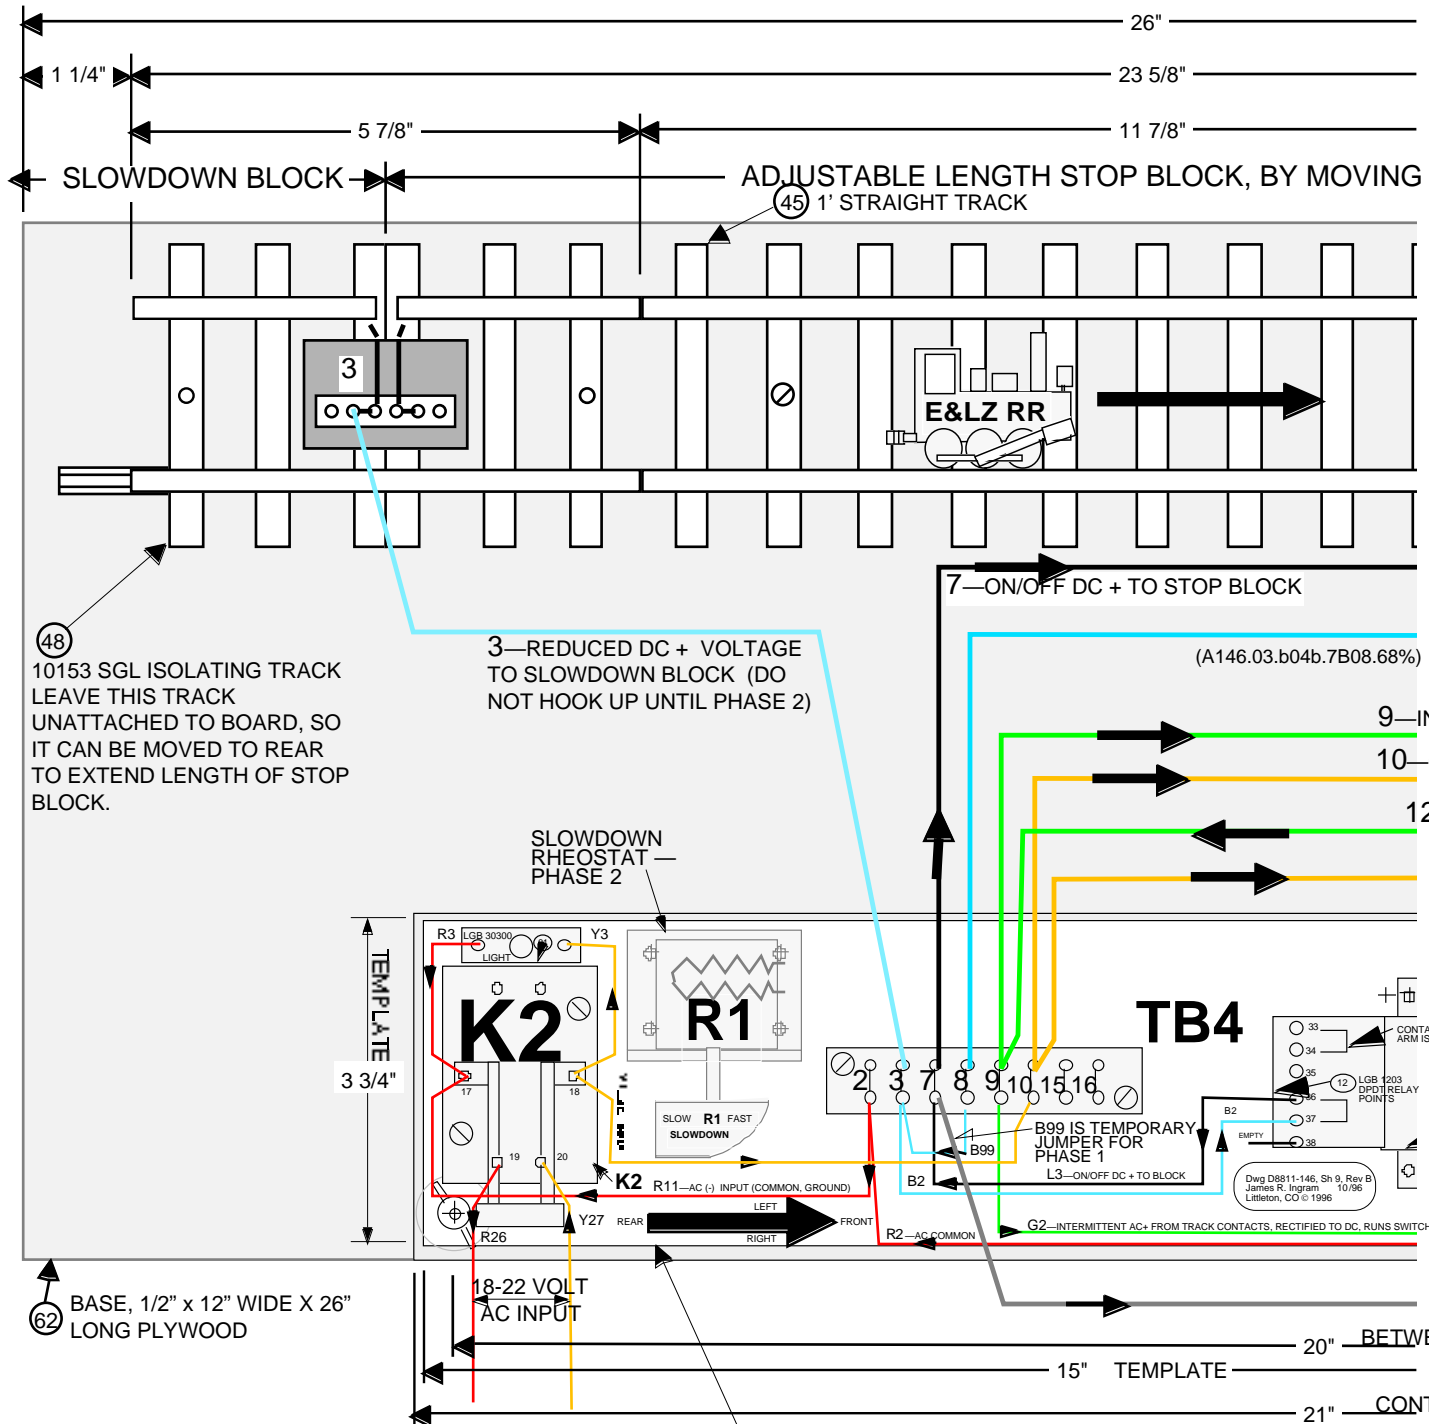 26"
1 1/4"
23 5/8"
5 7/8"
11 7/8"
SLOWDOWN BLOCK
ADJUSTABLE LENGTH STOP BLOCK, BY MOVING
45 1' STRAIGHT TRACK
3
E&LZ RR
7—ON/OFF DC + TO STOP BLOCK
48
10153 SGL ISOLATING TRACK
LEAVE THIS TRACK
UNATTACHED TO BOARD, SO
IT CAN BE MOVED TO REAR
TO EXTEND LENGTH OF STOP
BLOCK.
3—REDUCED DC + VOLTAGE
TO SLOWDOWN BLOCK (DO
NOT HOOK UP UNTIL PHASE 2)
(A146.03.b04b.7B08.68%)
9—IN
10—
12
SLOWDOWN
RHEOSTAT —
PHASE 2
TEMPLATE
3 3/4"
R3
LGB 30300
LIGHT
Y3
K2
17
18
19
20
K2
R1
SLOW R1 FAST
SLOWDOWN
TB4
2 3 7 8 9 10 15 16
33
34
35
36
37
38
CONTA
ARM IS
12
LGB 1203
DPDT RELAY
POINTS
B2
EMPTY
B99 IS TEMPORARY
JUMPER FOR
PHASE 1
B99
L3—ON/OFF DC + TO BLOCK
B2
R11—AC (-) INPUT (COMMON, GROUND)
Dwg D8811-146, Sh 9, Rev B
James R. Ingram 10/96
Littleton, CO © 1996
REAR
LEFT
RIGHT
FRONT
R2—AC COMMON
G2—INTERMITTENT AC+ FROM TRACK CONTACTS, RECTIFIED TO DC, RUNS SWITCH
R26
Y27
18-22 VOLT
AC INPUT
62
BASE, 1/2” x 12” WIDE X 26”
LONG PLYWOOD
20" BETWE
15" TEMPLATE
21" CONT